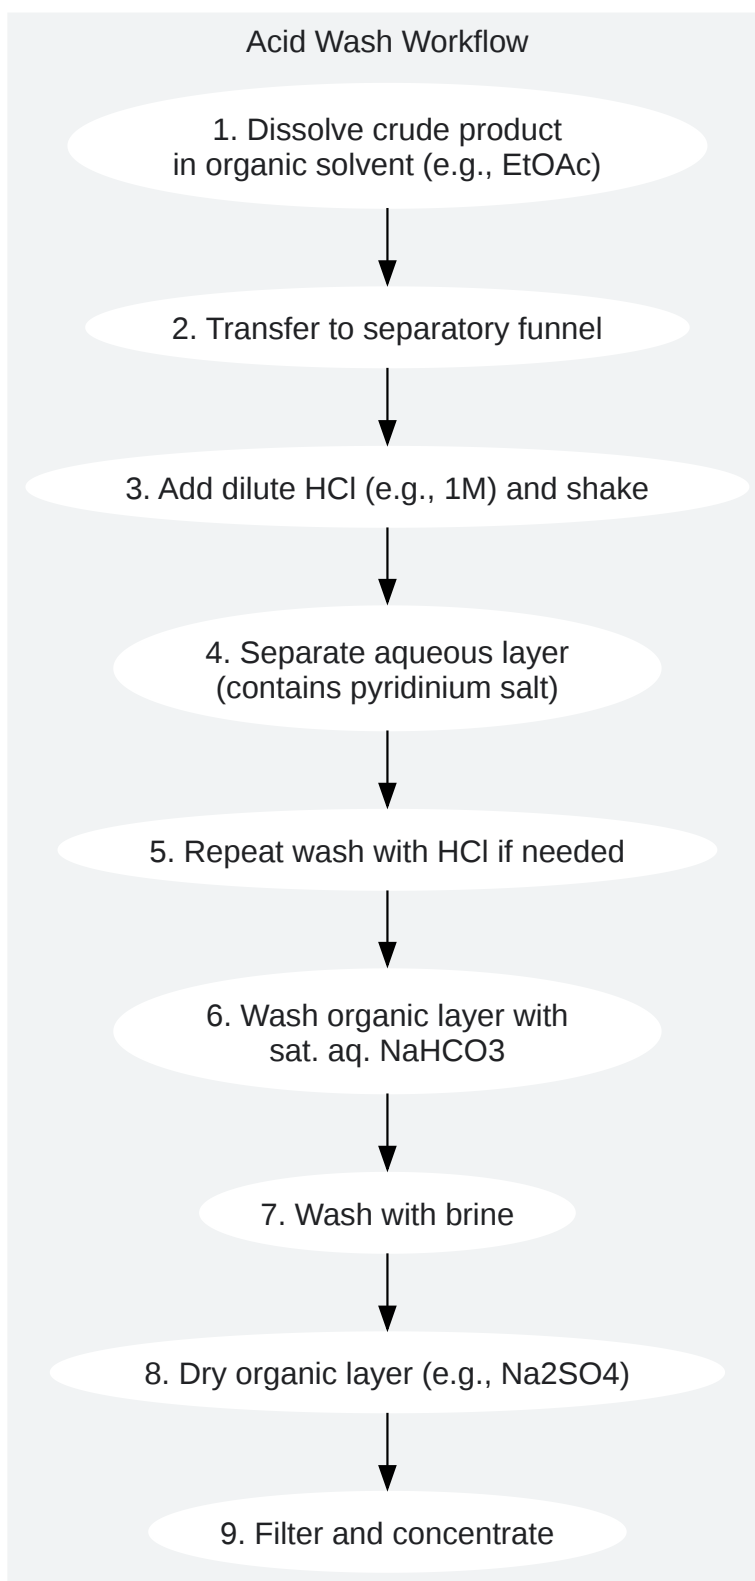 Acid Wash Workflow
1. Dissolve crude product
in organic solvent (e.g., EtOAc)
2. Transfer to separatory funnel
3. Add dilute HCl (e.g., 1M) and shake
4. Separate aqueous layer
(contains pyridinium salt)
5. Repeat wash with HCl if needed
6. Wash organic layer with
sat. aq. NaHCO3
7. Wash with brine
8. Dry organic layer (e.g., Na2SO4)
9. Filter and concentrate